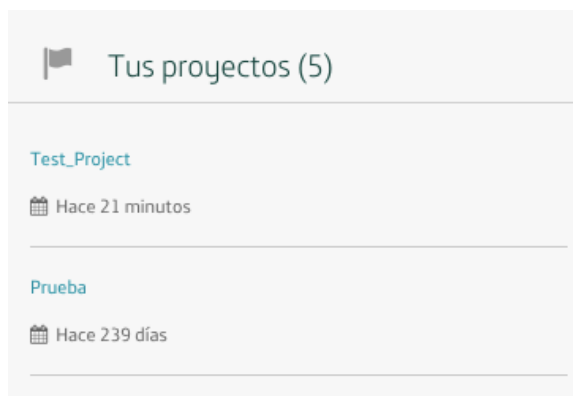 Tus proyectos (5)
Test_Project
Hace 21 minutos
Prueba
Hace 239 días